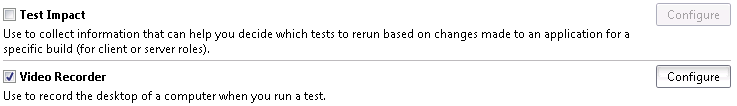 Test Impact Configure
Use to collect information that can help you decide which tests to rerun based on changes made to an application for a
specific build (for client or server roles).
Video Recorder Configure
Use to record the desktop of a computer when you run a test.